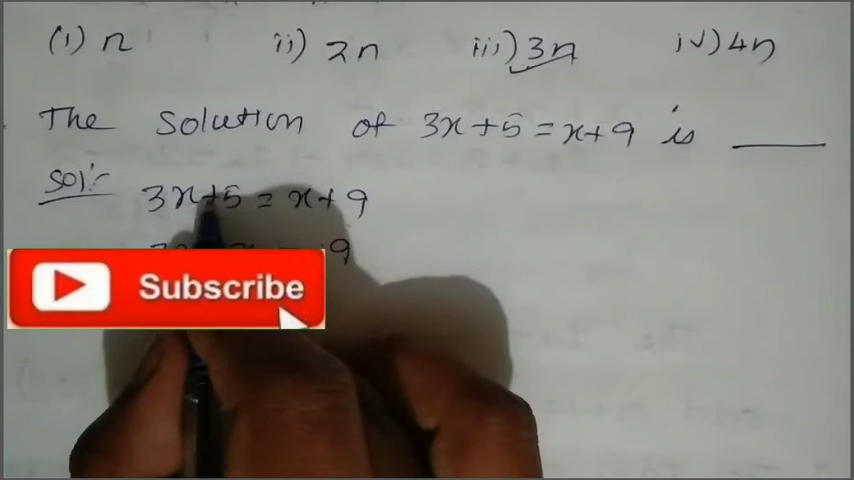 (i) n ii) 2n iii) 3n iv) 4n
The solution of 3x+5=x+9 is ____
Sol:-
3x+5 = x+9
9
Subscribe